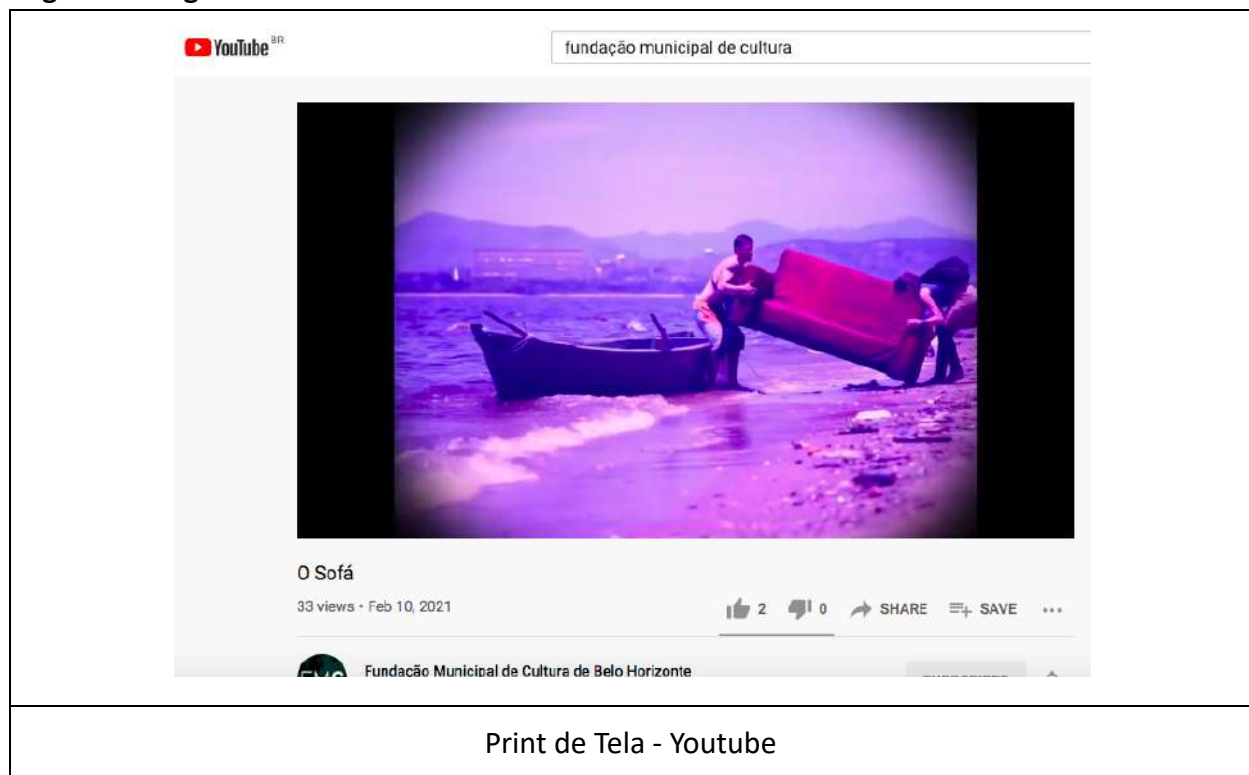 YouTube BR
fundação municipal de cultura
O Sofá
33 views • Feb 10, 2021
2 0 SHARE SAVE ...
Fundação Municipal de Cultura de Belo Horizonte
Print de Tela - Youtube